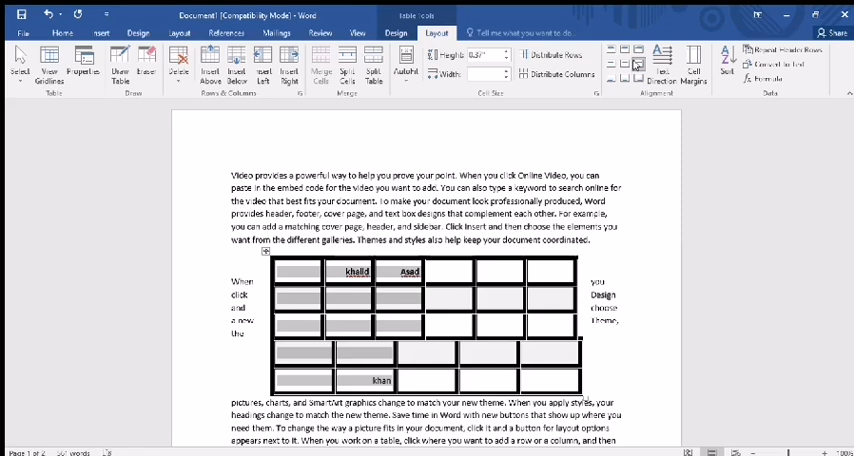 Document1 [Compatibility Mode] - Word
Table Tools
File Home Insert Design Layout References Mailings Review View Design Layout Tell me what you want to do... Share
Select View Gridlines Properties Draw Table Eraser Delete Insert Above Insert Below Insert Left Insert Right Merge Cells Split Cells Split Table AutoFit Height: 0.37" Width: Distribute Rows Distribute Columns Text Direction Cell Margins Sort Repeat Header Rows Convert to Text Formula
Table Draw Rows & Columns Merge Cell Size Alignment Data
Video provides a powerful way to help you prove your point. When you click Online Video, you can
paste in the embed code for the video you want to add. You can also type a keyword to search online for
the video that best fits your document. To make your document look professionally produced, Word
provides header, footer, cover page, and text box designs that complement each other. For example,
you can add a matching cover page, header, and sidebar. Click Insert and then choose the elements you
want from the different galleries. Themes and styles also help keep your document coordinated.
khalid Asad
When you
click Design
and choose
a new Theme,
the
khan
pictures, charts, and SmartArt graphics change to match your new theme. When you apply styles, your
headings change to match the new theme. Save time in Word with new buttons that show up where you
need them. To change the way a picture fits in your document, click it and a button for layout options
appears next to it. When you work on a table, click where you want to add a row or a column, and then
Page 1 of 2 561 words 100%